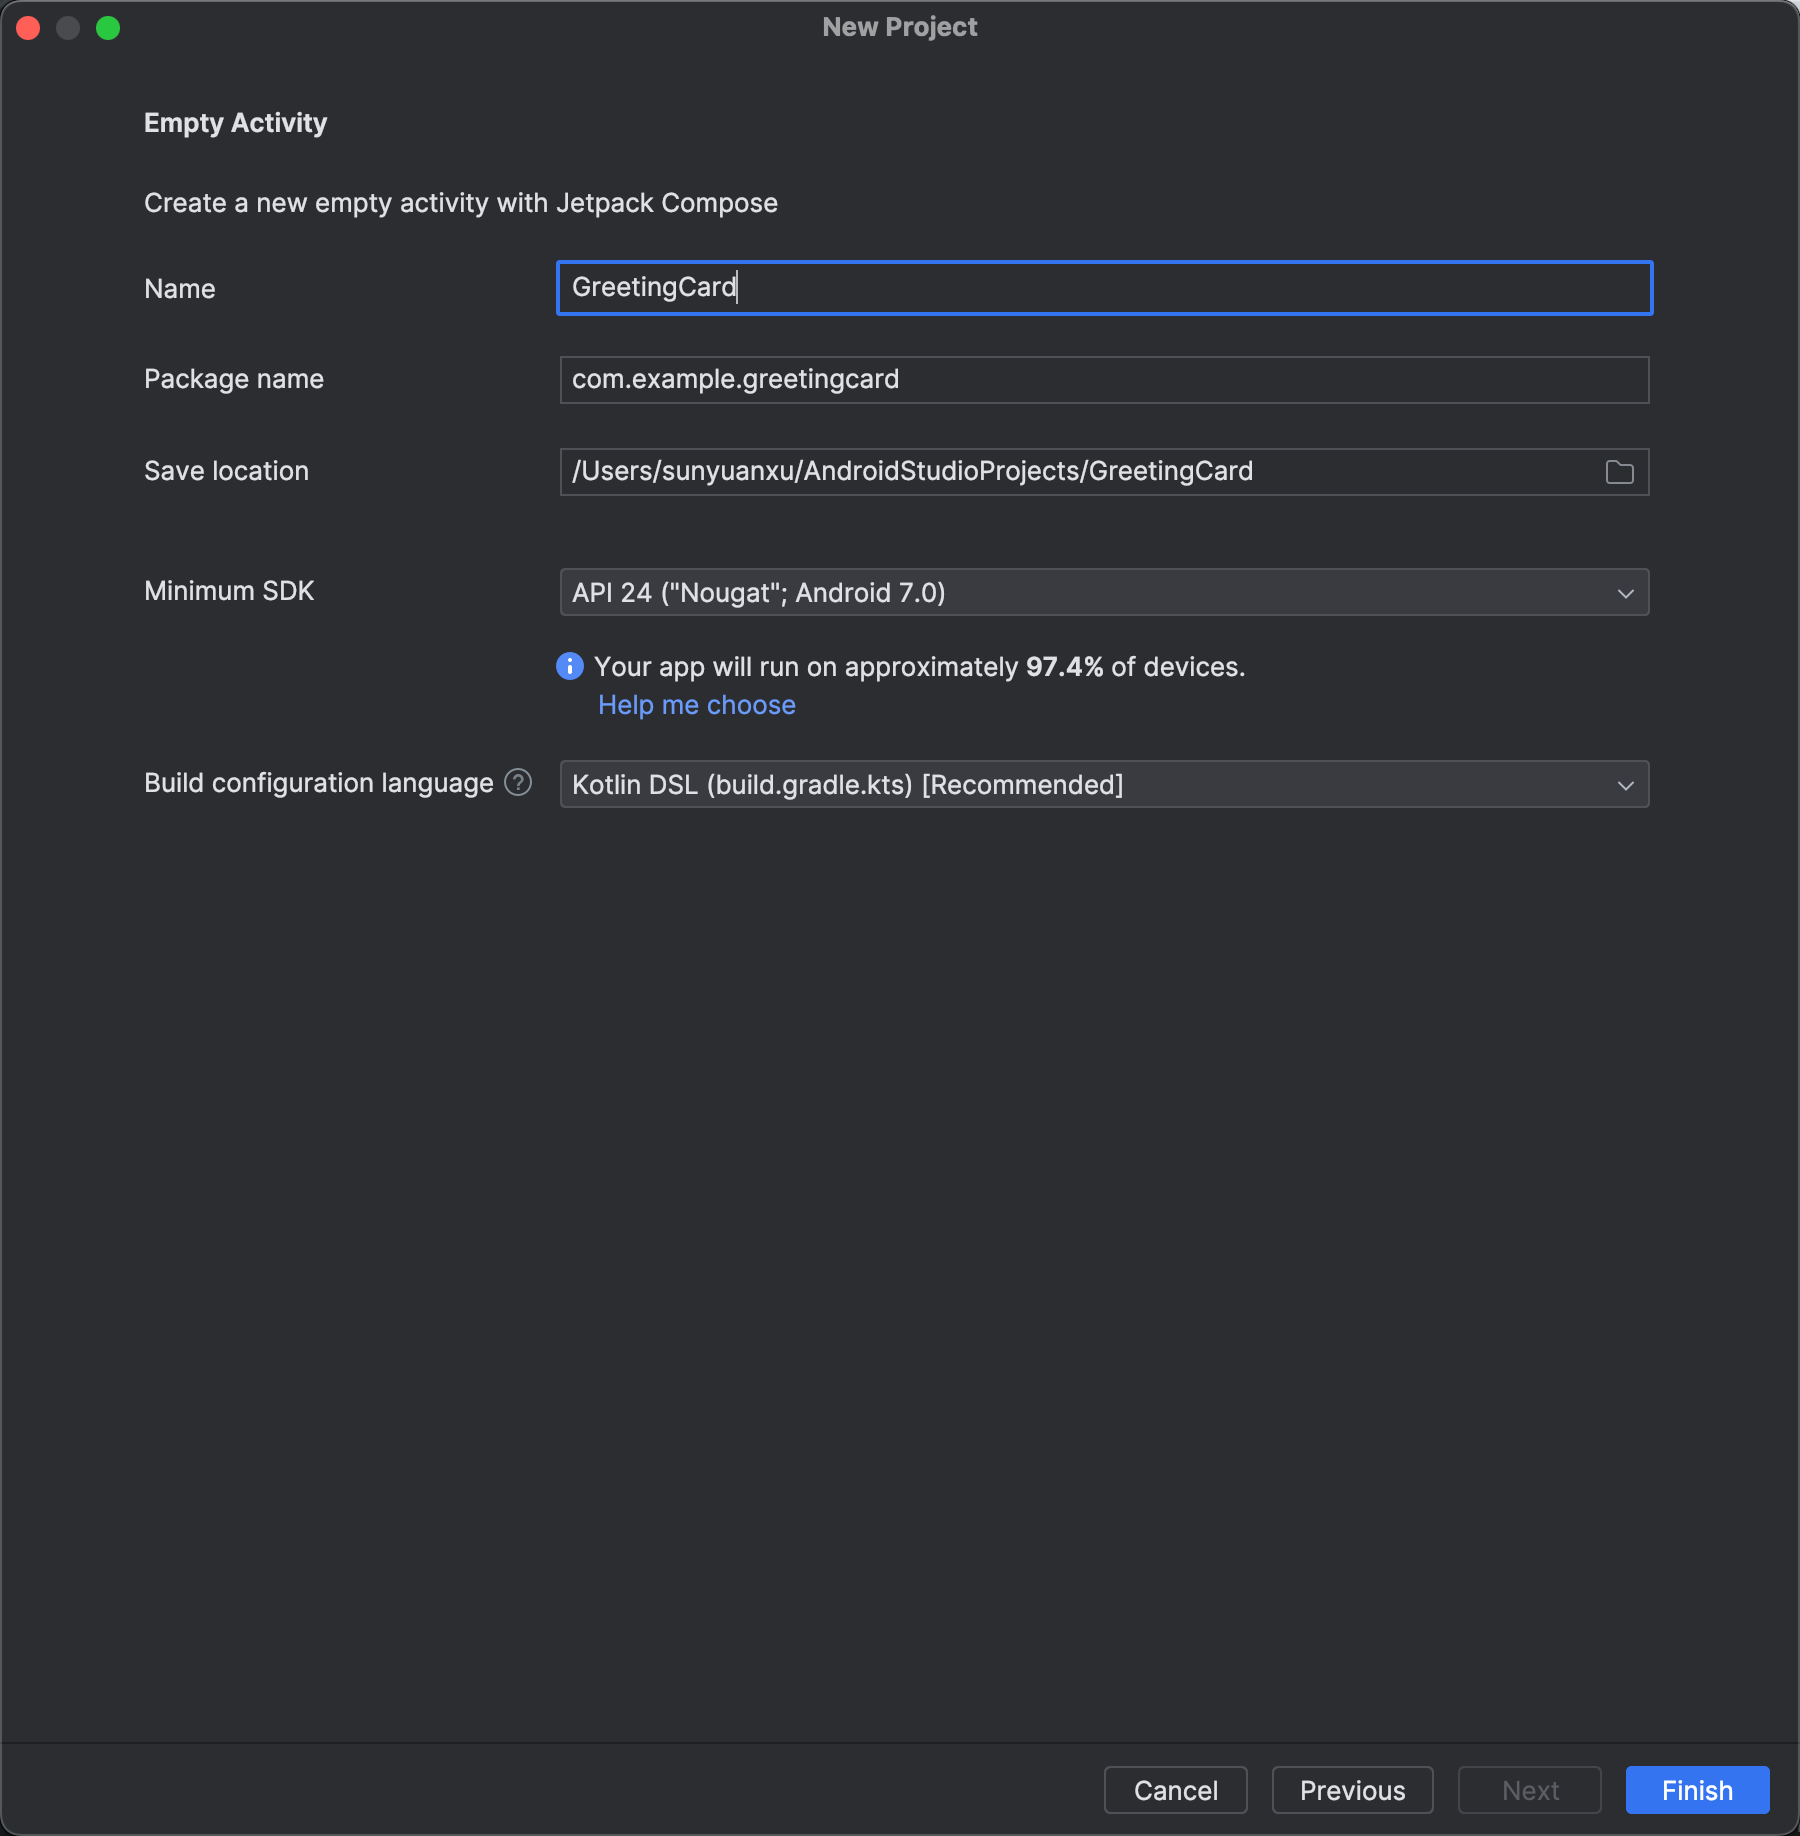 New Project
Empty Activity
Create a new empty activity with Jetpack Compose
Name
GreetingCard
Package name
com.example.greetingcard
Save location
/Users/sunyuanxu/AndroidStudioProjects/GreetingCard
Minimum SDK
API 24 ("Nougat"; Android 7.0)
Your app will run on approximately 97.4% of devices.
Help me choose
Build configuration language ?
Kotlin DSL (build.gradle.kts) [Recommended]
Cancel
Previous
Next
Finish